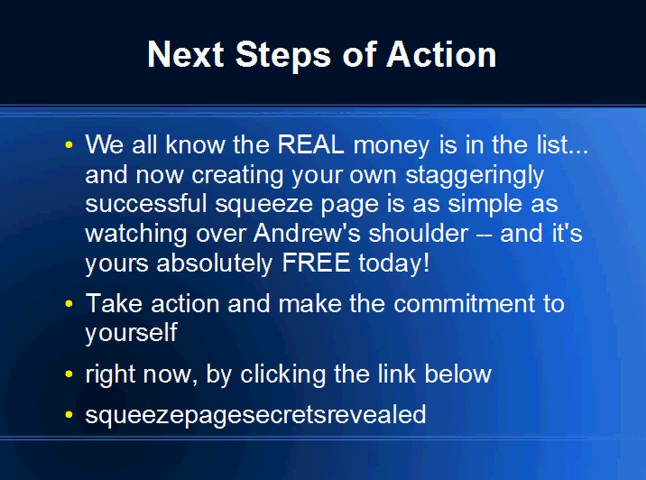 Next Steps of Action
We all know the REAL money is in the list...
and now creating your own staggeringly
successful squeeze page is as simple as
watching over Andrew's shoulder -- and it's
yours absolutely FREE today!
Take action and make the commitment to
yourself
right now, by clicking the link below
squeezepagesecretsrevealed